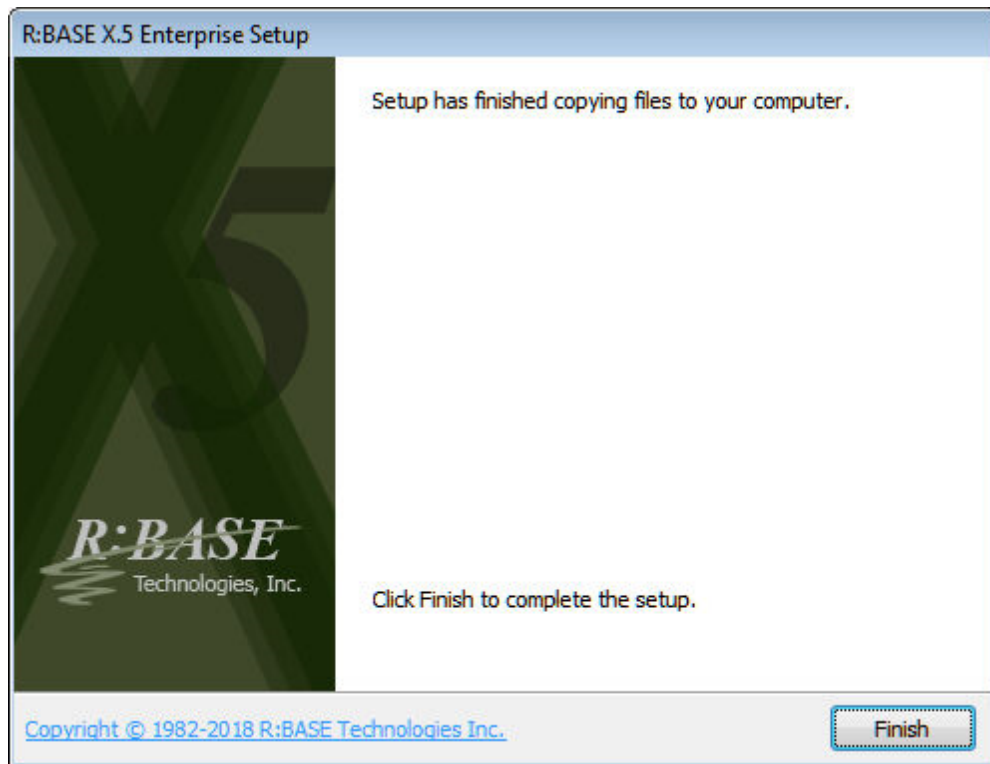 R:BASE X.5 Enterprise Setup
Setup has finished copying files to your computer.
X
5
R:BASE
Technologies, Inc.
Click Finish to complete the setup.
Copyright © 1982-2018 R:BASE Technologies Inc.
Finish